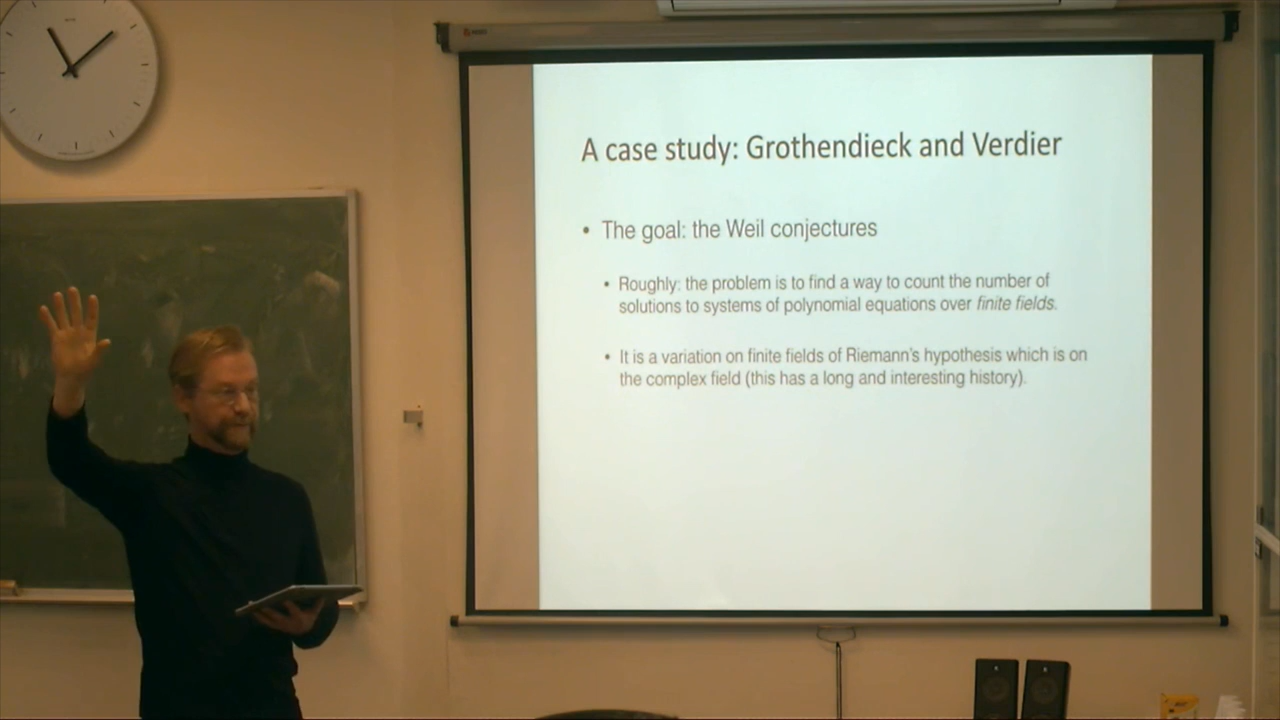 A case study: Grothendieck and Verdier
• The goal: the Weil conjectures
• Roughly: the problem is to find a way to count the number of
solutions to systems of polynomial equations over finite fields.
• It is a variation on finite fields of Riemann's hypothesis which is on
the complex field (this has a long and interesting history).